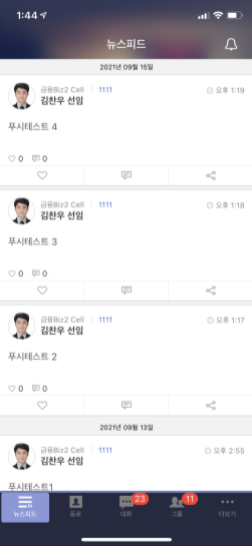 1:44
뉴스피드
2021년 09월 15일
금융Biz2 Cell 1111 오후 1:19
김찬우 선임
푸시테스트 4
0 0
금융Biz2 Cell 1111 오후 1:18
김찬우 선임
푸시테스트 3
0 0
금융Biz2 Cell 1111 오후 1:17
김찬우 선임
푸시테스트 2
0 0
2021년 09월 13일
금융Biz2 Cell 1111 오후 2:55
김찬우 선임
푸시테스트1
23 11
뉴스피드 동료 대화 그룹 더보기